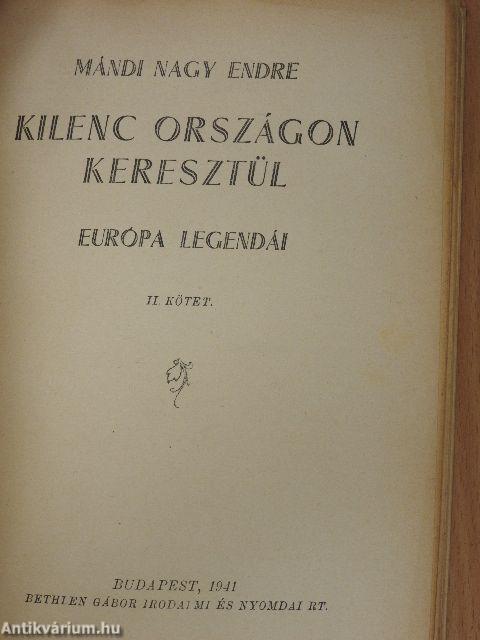 MÁNDI NAGY ENDRE
KILENC ORSZÁGON
KERESZTÜL
EURÓPA LEGENDÁI
II. KÖTET.
BUDAPEST, 1941
BETHLEN GÁBOR IRODALMI ÉS NYOMDAI RT.
Antikvárium.hu